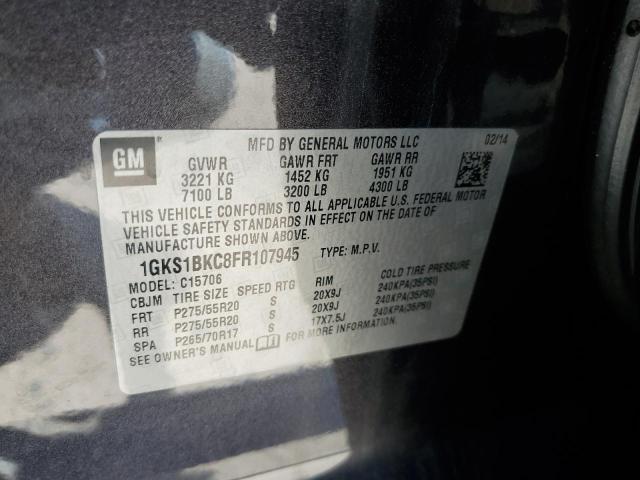 GM
MFD BY GENERAL MOTORS LLC 02/14
GVWR GAWR FRT GAWR RR
3221 KG 1452 KG 1951 KG
7100 LB 3200 LB 4300 LB
THIS VEHICLE CONFORMS TO ALL APPLICABLE U.S. FEDERAL MOTOR
VEHICLE SAFETY STANDARDS IN EFFECT ON THE DATE OF
MANUFACTURE SHOWN ABOVE.
1GKS1BKC8FR107945 TYPE: M.P.V.
MODEL: C15706
CBJM TIRE SIZE SPEED RTG RIM COLD TIRE PRESSURE
FRT P275/55R20 S 20X9J 240KPA(35PSI)
RR P275/55R20 S 20X9J 240KPA(35PSI)
SPA P265/70R17 S 17X7.5J 240KPA(35PSI)
SEE OWNER'S MANUAL FOR MORE INFORMATION.